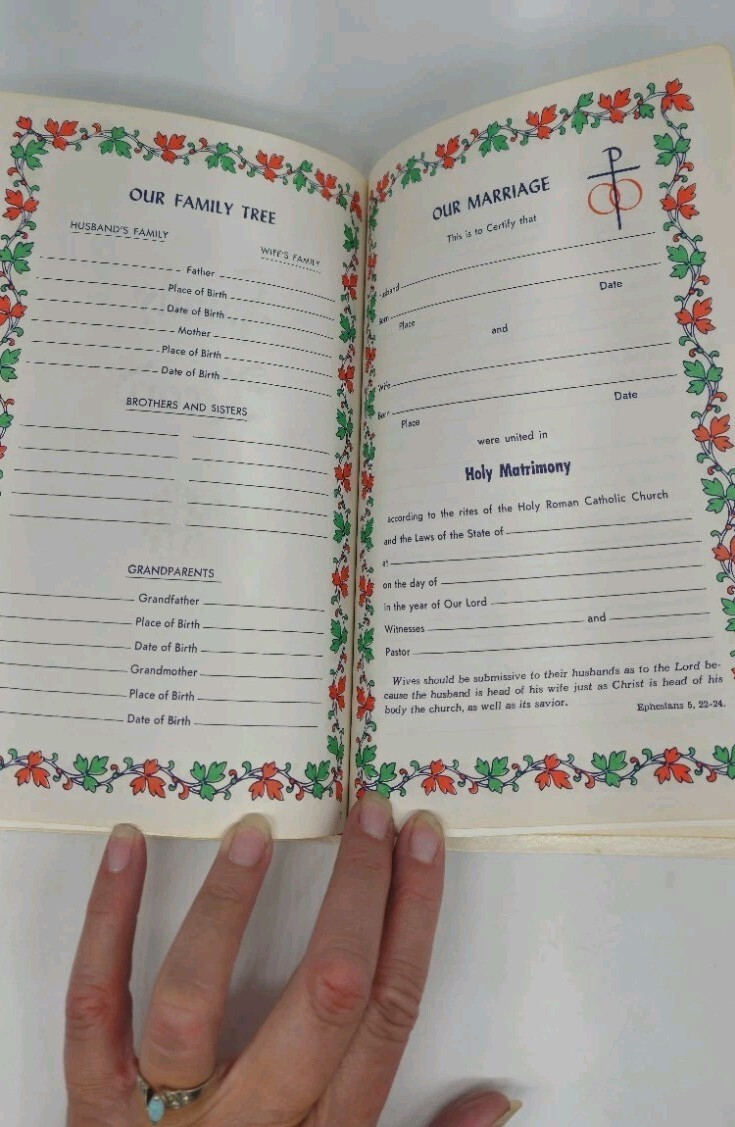 OUR FAMILY TREE
HUSBAND'S FAMILY
WIFE'S FAMILY
Father
Place of Birth
Date of Birth
Mother
Place of Birth
Date of Birth
BROTHERS AND SISTERS
GRANDPARENTS
Grandfather
Place of Birth
Date of Birth
Grandmother
Place of Birth
Date of Birth
OUR MARRIAGE
This is to Certify that
Place Date
and
Wife
Born
Place Date
were united in
Holy Matrimony
according to the rites of the Holy Roman Catholic Church
and the Laws of the State of
at
on the day of
in the year of Our Lord
Witnesses and
Pastor
Wives should be submissive to their husbands as to the Lord be-
cause the husband is head of his wife just as Christ is head of his
body the church, as well as its savior.
Ephesians 5, 22-24.